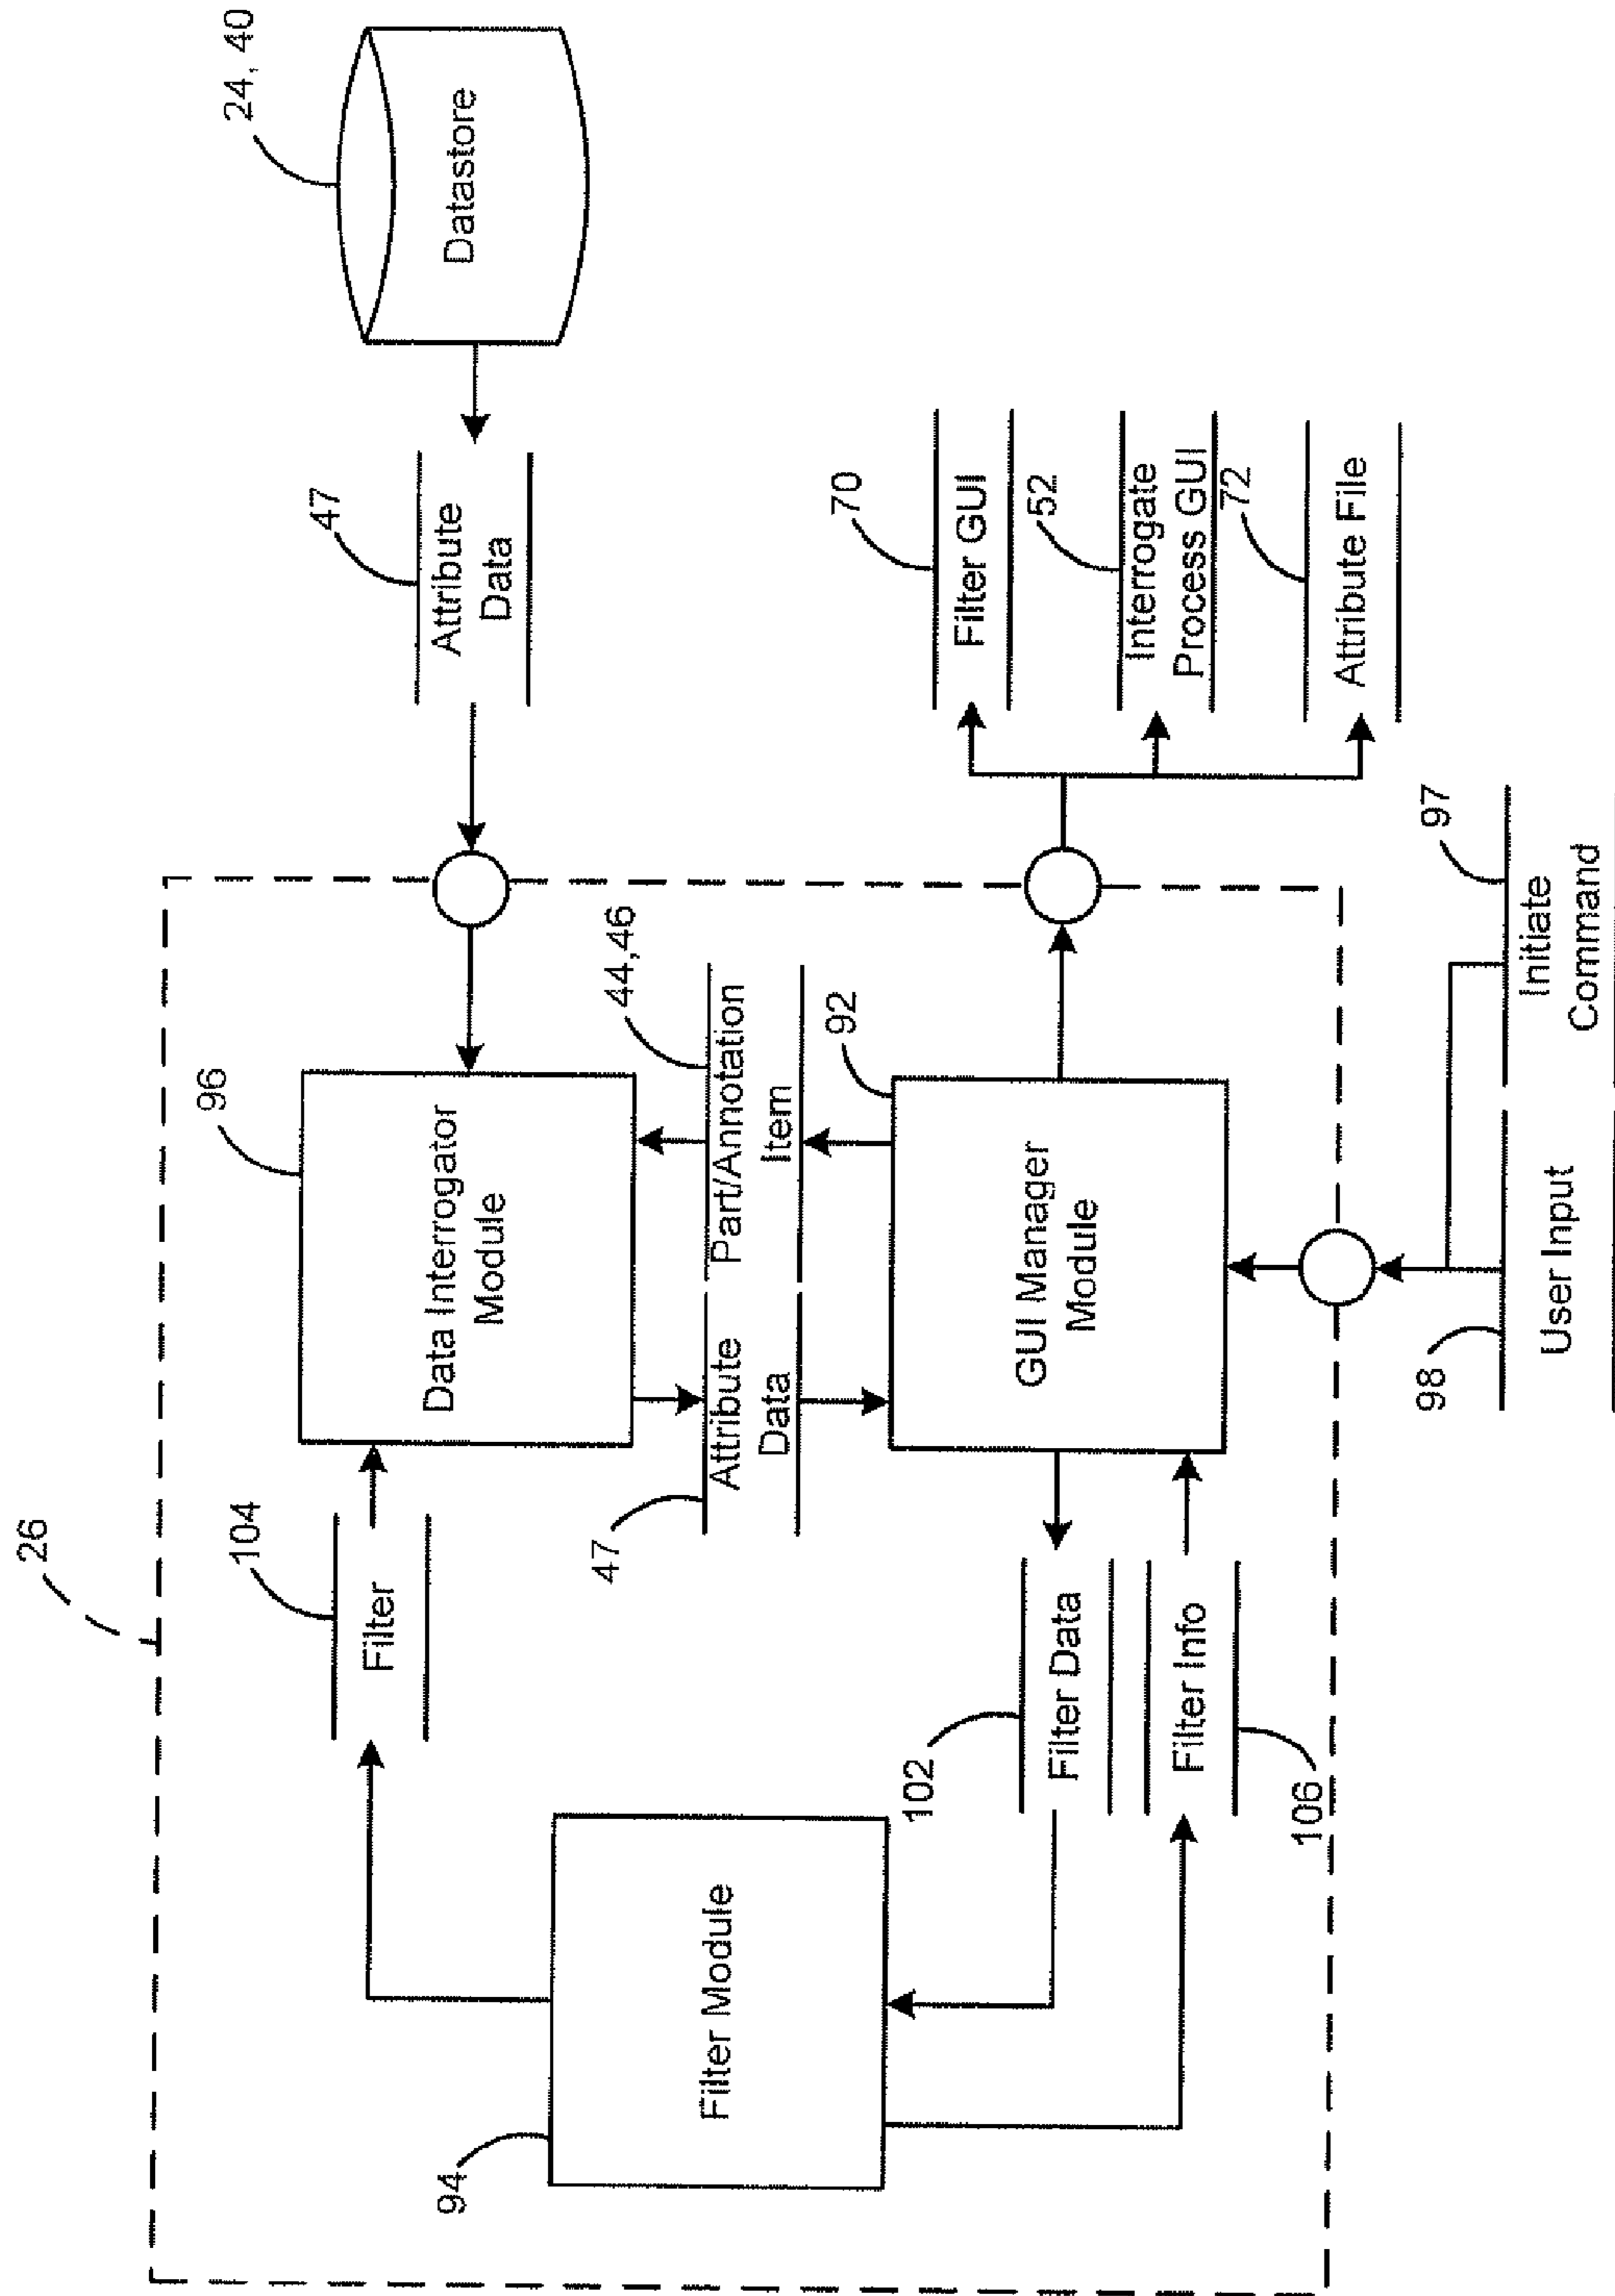 26
104
Filter
94
Filter Module
96
Data Interrogator
Module
47
Attribute
Data
24, 40
Datastore
47
Attribute
Data
44,46
Part/Annotation
Item
92
GUI Manager
Module
102
Filter Data
Filter Info
106
70
Filter GUI
52
Interrogate
Process GUI
72
Attribute File
98
User Input
97
Initiate
Command